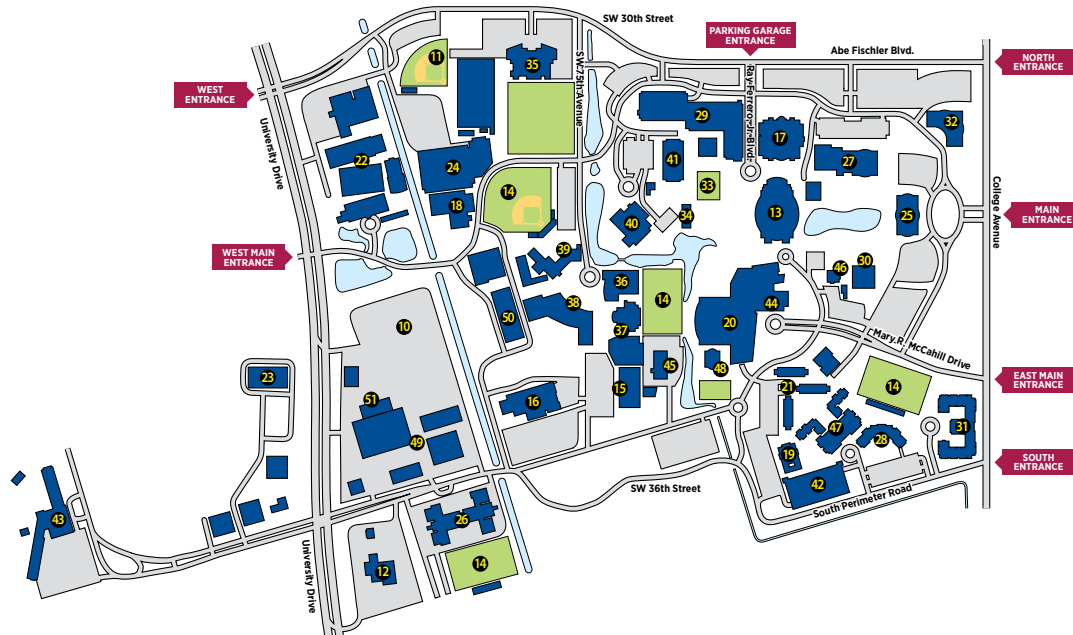 SW 30th Street
PARKING GARAGE
ENTRANCE
Abe Fischler Blvd.
NORTH
ENTRANCE
11
35
SW 75th Avenue
WEST
ENTRANCE
Ray Ferrero, Jr. Blvd.
29
32
University Drive
17
22
24
41
27
14
33
College Avenue
18
40
34
13
25
MAIN
ENTRANCE
WEST MAIN
ENTRANCE
39
46
30
36
10
50
38
14
44
37
20
Mary R. McCahill Drive
23
45
48
EAST MAIN
ENTRANCE
51
16
15
21
14
49
47
28
31
19
SOUTH
ENTRANCE
42
SW 36th Street
South Perimeter Road
43
26
University Drive
12
14